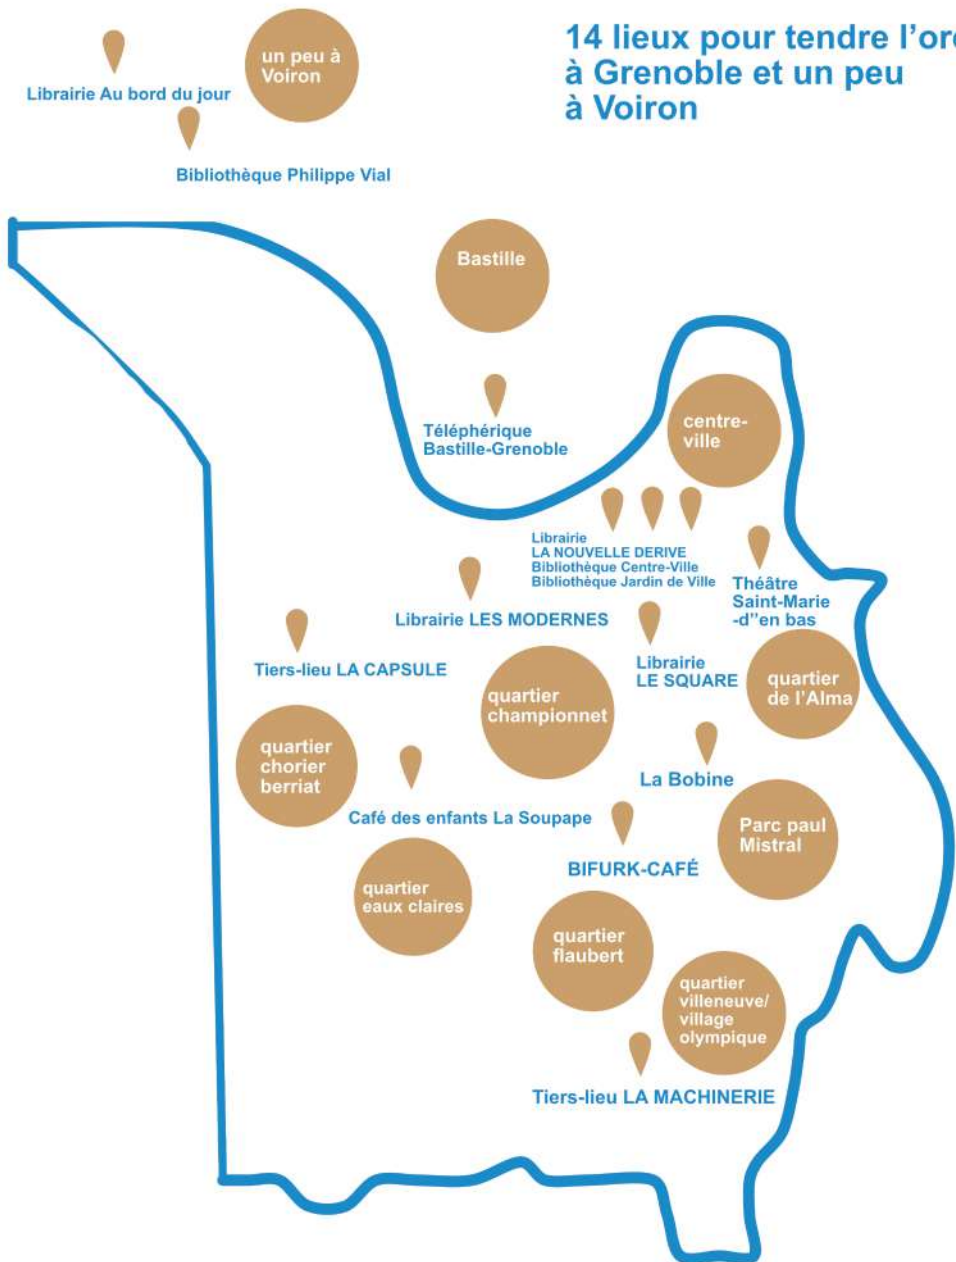 14 lieux pour tendre l'ore
à Grenoble et un peu
à Voiron
un peu à
Voiron
Librairie Au bord du jour
Bibliothèque Philippe Vial
Bastille
Téléphérique
Bastille-Grenoble
centre-
ville
Librairie
LA NOUVELLE DERIVE
Bibliothèque Centre-Ville
Bibliothèque Jardin de Ville
Théâtre
Saint-Marie
-d''en bas
Librairie LES MODERNES
Librairie
LE SQUARE
Tiers-lieu LA CAPSULE
quartier
championnet
quartier
de l'Alma
quartier
chorier
berriat
La Bobine
Café des enfants La Soupape
Parc paul
Mistral
BIFURK-CAFÉ
quartier
eaux claires
quartier
flaubert
quartier
villeneuve/
village
olympique
Tiers-lieu LA MACHINERIE